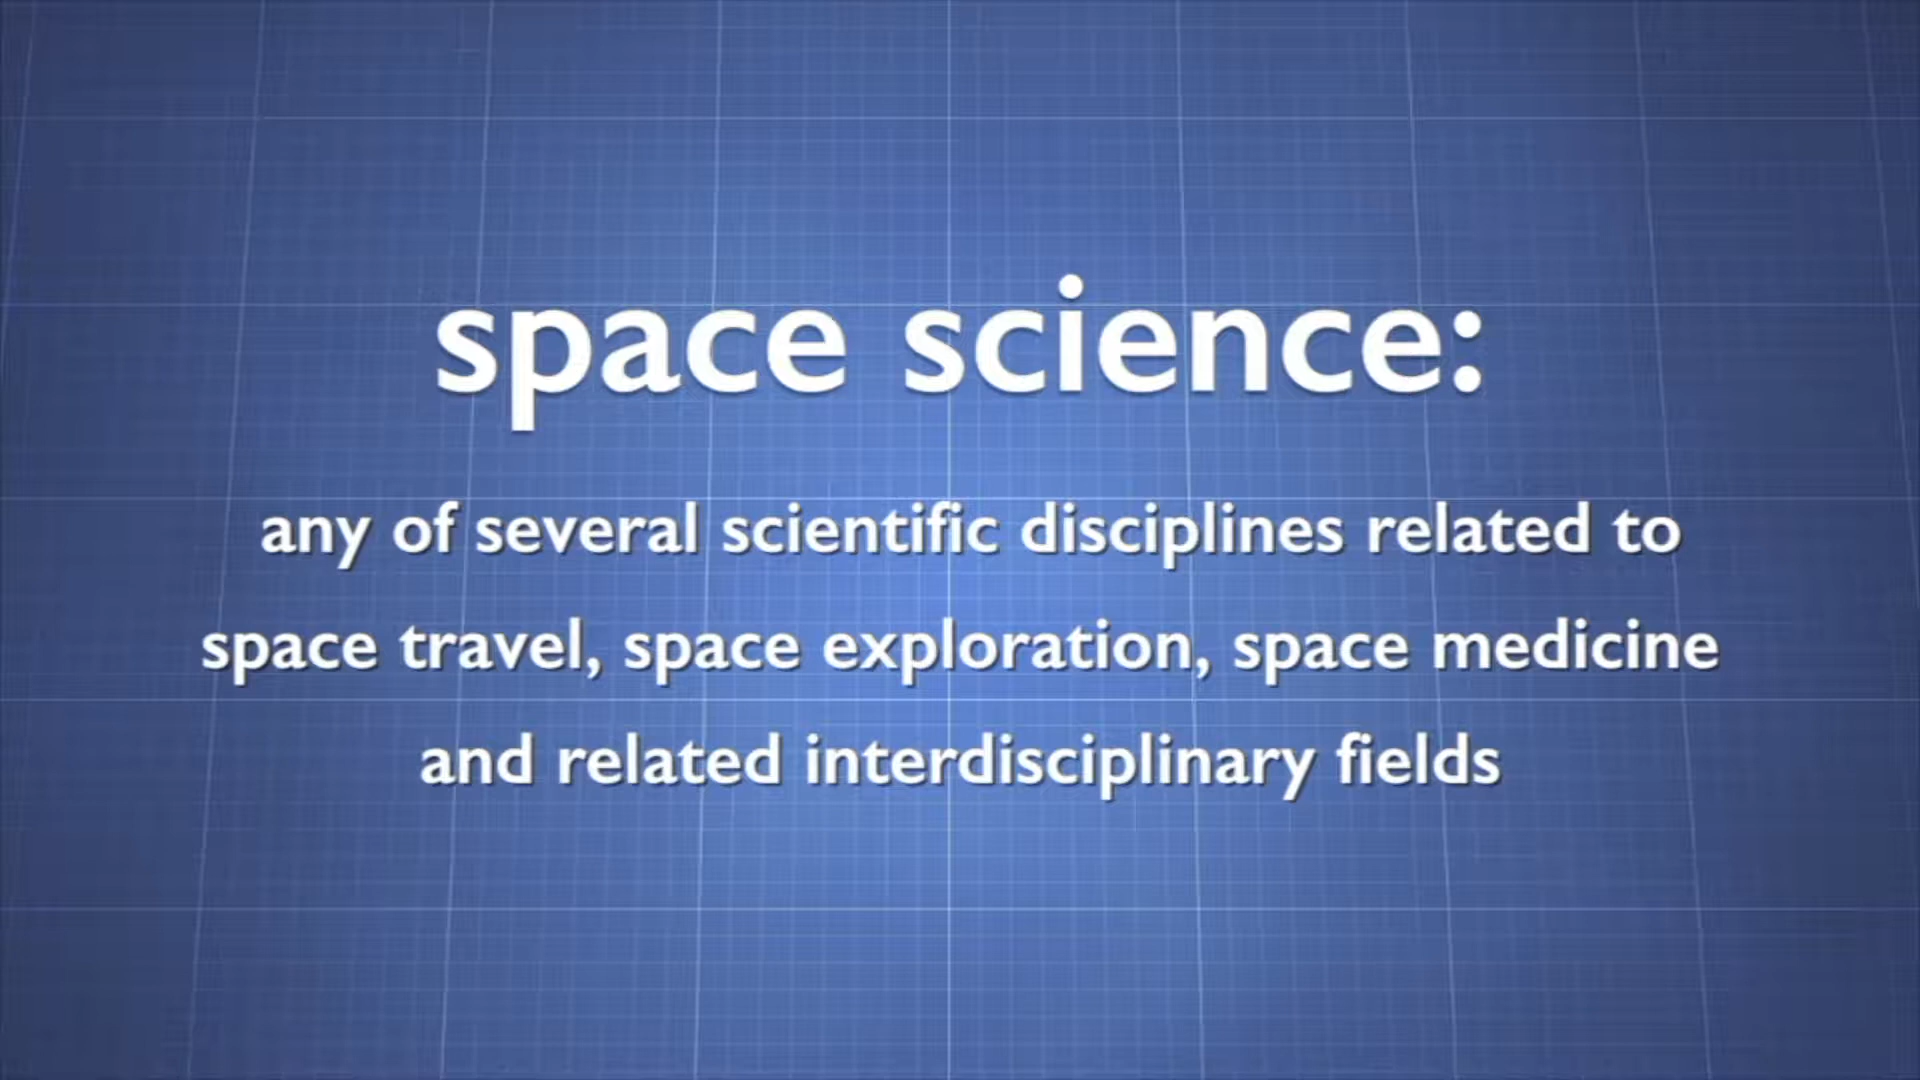 space science:
any of several scientific disciplines related to
space travel, space exploration, space medicine
and related interdisciplinary fields